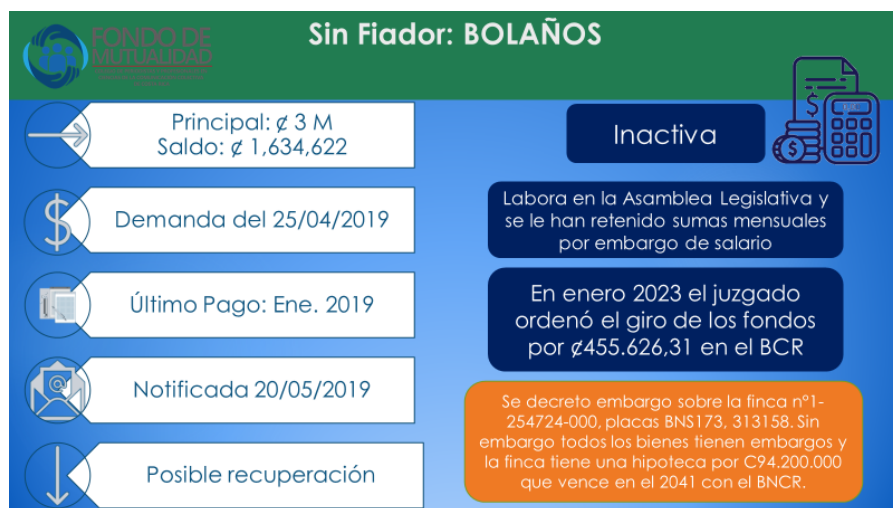 Sin Fiador: BOLAÑOS
FONDO DE
MUTUALIDAD
Principal: ₡ 3 M
Saldo: ₡ 1,634,622
Demanda del 25/04/2019
Último Pago: Ene. 2019
Notificada 20/05/2019
Posible recuperación
Inactiva
Labora en la Asamblea Legislativa y
se le han retenido sumas mensuales
por embargo de salario
En enero 2023 el juzgado
ordenó el giro de los fondos
por ₡455.626,31 en el BCR
Se decreto embargo sobre la finca n°1-
254724-000, placas BNS173, 313158. Sin
embargo todos los bienes tienen embargos y
la finca tiene una hipoteca por C94.200.000
que vence en el 2041 con el BNCR.